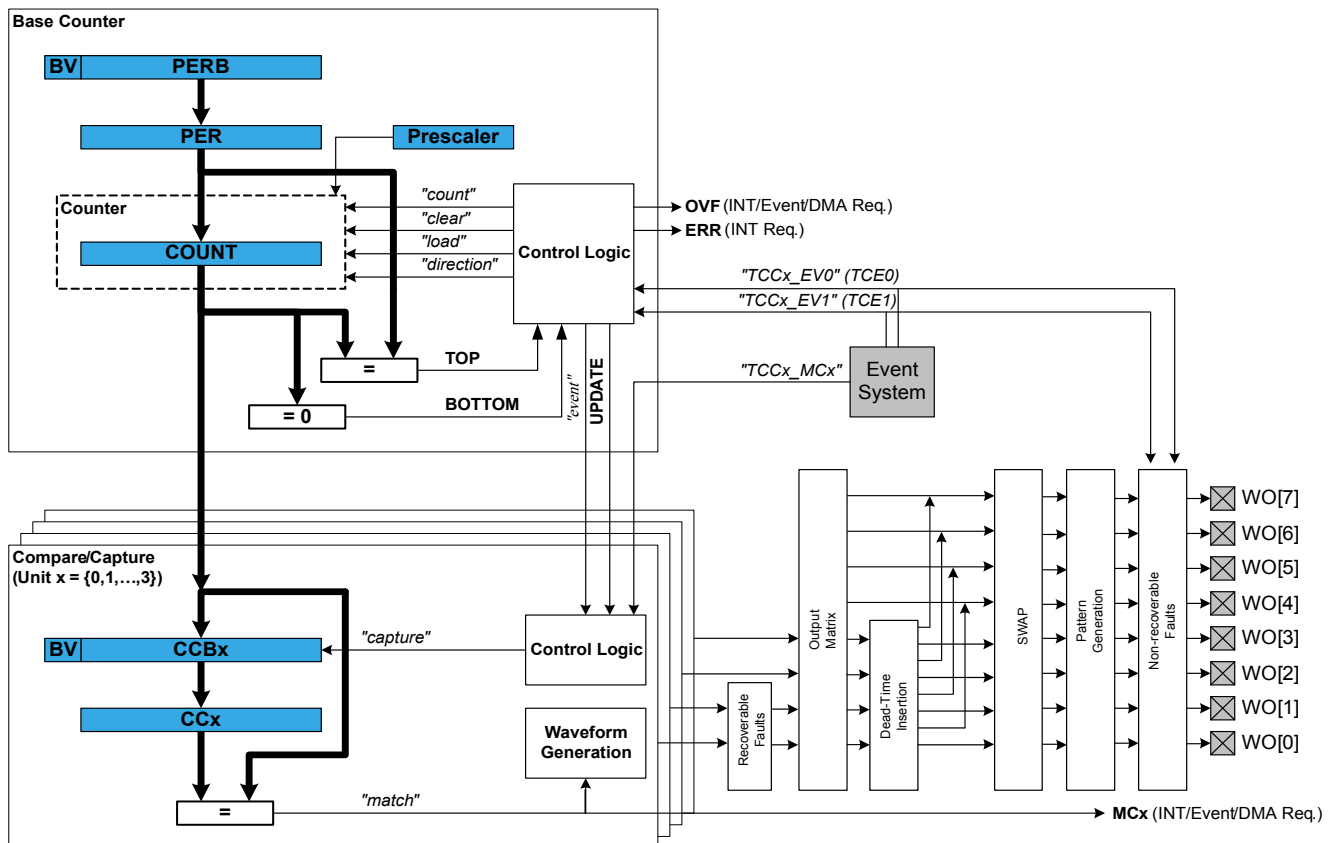 Base Counter
BV PERB
PER
Prescaler
Counter
COUNT
"count"
"clear"
"load"
"direction"
Control Logic
OVF (INT/Event/DMA Req.)
ERR (INT Req.)
"TCCx_EV0" (TCE0)
"TCCx_EV1" (TCE1)
"TCCx_MCx"
Event
System
=
TOP
= 0
BOTTOM
"event"
UPDATE
Compare/Capture
(Unit x = {0,1,…,3})
BV CCBx
"capture"
Control Logic
CCx
Waveform
Generation
=
"match"
Recoverable
Faults
Output
Matrix
Dead-Time
Insertion
SWAP
Pattern
Generation
Non-recoverable
Faults
WO[7]
WO[6]
WO[5]
WO[4]
WO[3]
WO[2]
WO[1]
WO[0]
MCx (INT/Event/DMA Req.)